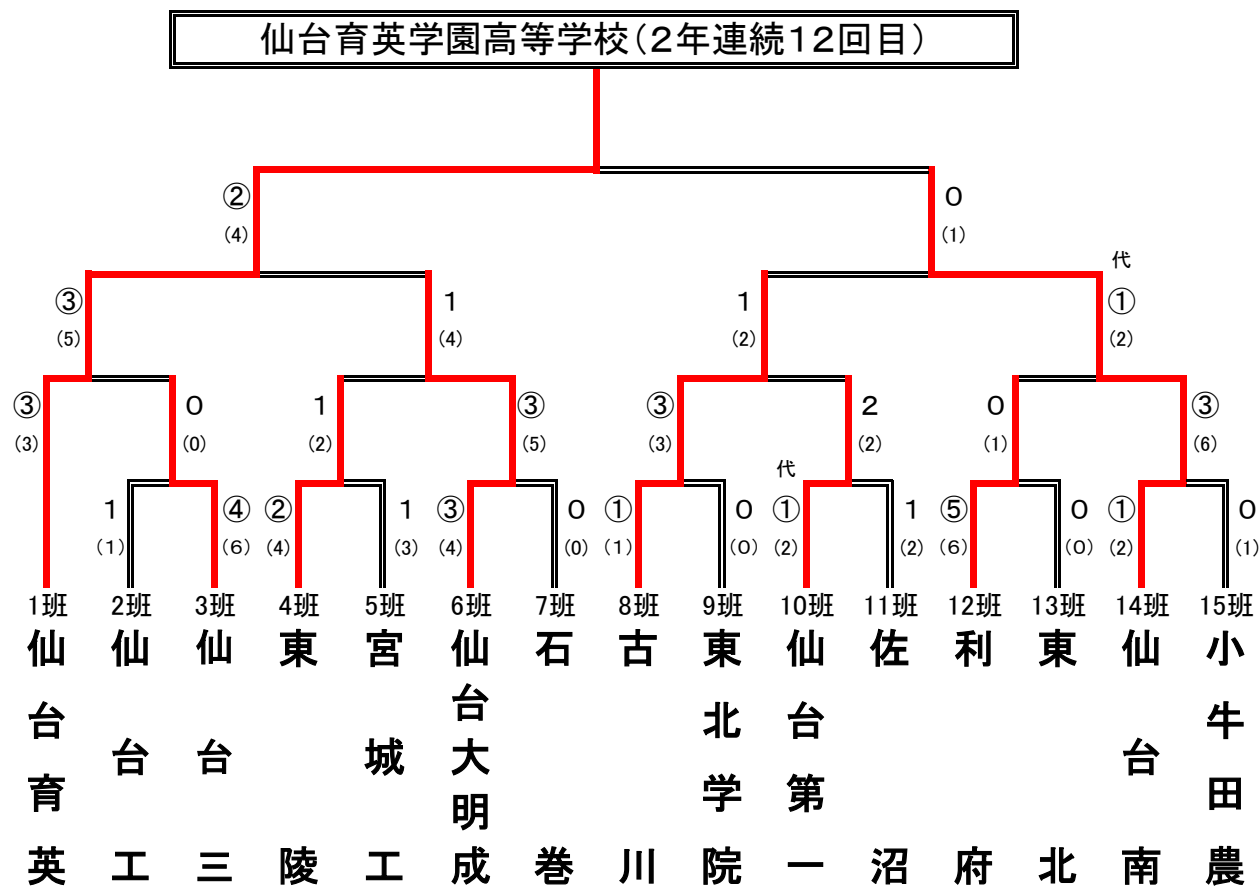 仙台育英学園高等学校(２年連続１２回目)
② 0
(4) (1)
代
③ 1 1 ①
(5) (4) (2) (2)
③ 0 1 ③ ③ 2 0 ③
(3) (0) (2) (5) (3) (2) (1) (6)
代
1 ④ ② 1 ③ 0 ① 0 ① 1 ⑤ 0 ① 0
(1) (6) (4) (3) (4) (0) (1) (0) (2) (2) (6) (0) (2) (1)
1班 2班 3班 4班 5班 6班 7班 8班 9班 10班 11班 12班 13班 14班 15班
仙台育英
仙台工
仙台三
東陵
宮城工
仙台大明成
石巻
古川
東北学院
仙台第一
佐沼
利府
東北
仙台南
小牛田農